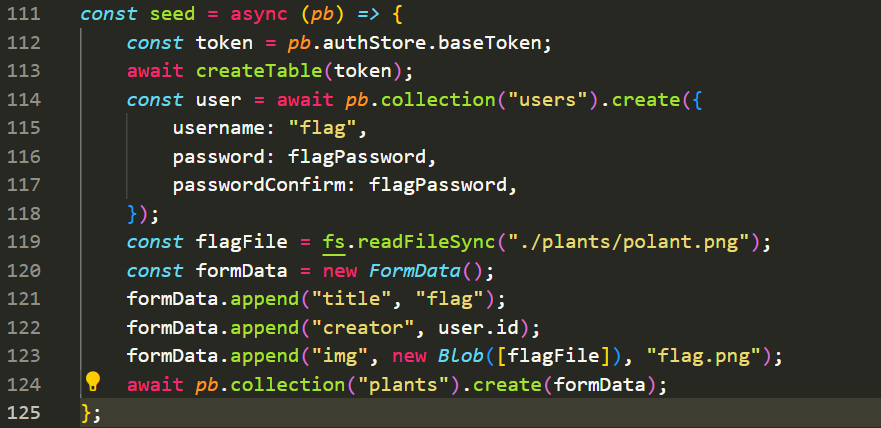 111 const seed = async (pb) => {
112 const token = pb.authStore.baseToken;
113 await createTable(token);
114 const user = await pb.collection("users").create({
115 username: "flag",
116 password: flagPassword,
117 passwordConfirm: flagPassword,
118 });
119 const flagFile = fs.readFileSync("./plants/polant.png");
120 const formData = new FormData();
121 formData.append("title", "flag");
122 formData.append("creator", user.id);
123 formData.append("img", new Blob([flagFile]), "flag.png");
124 await pb.collection("plants").create(formData);
125 };